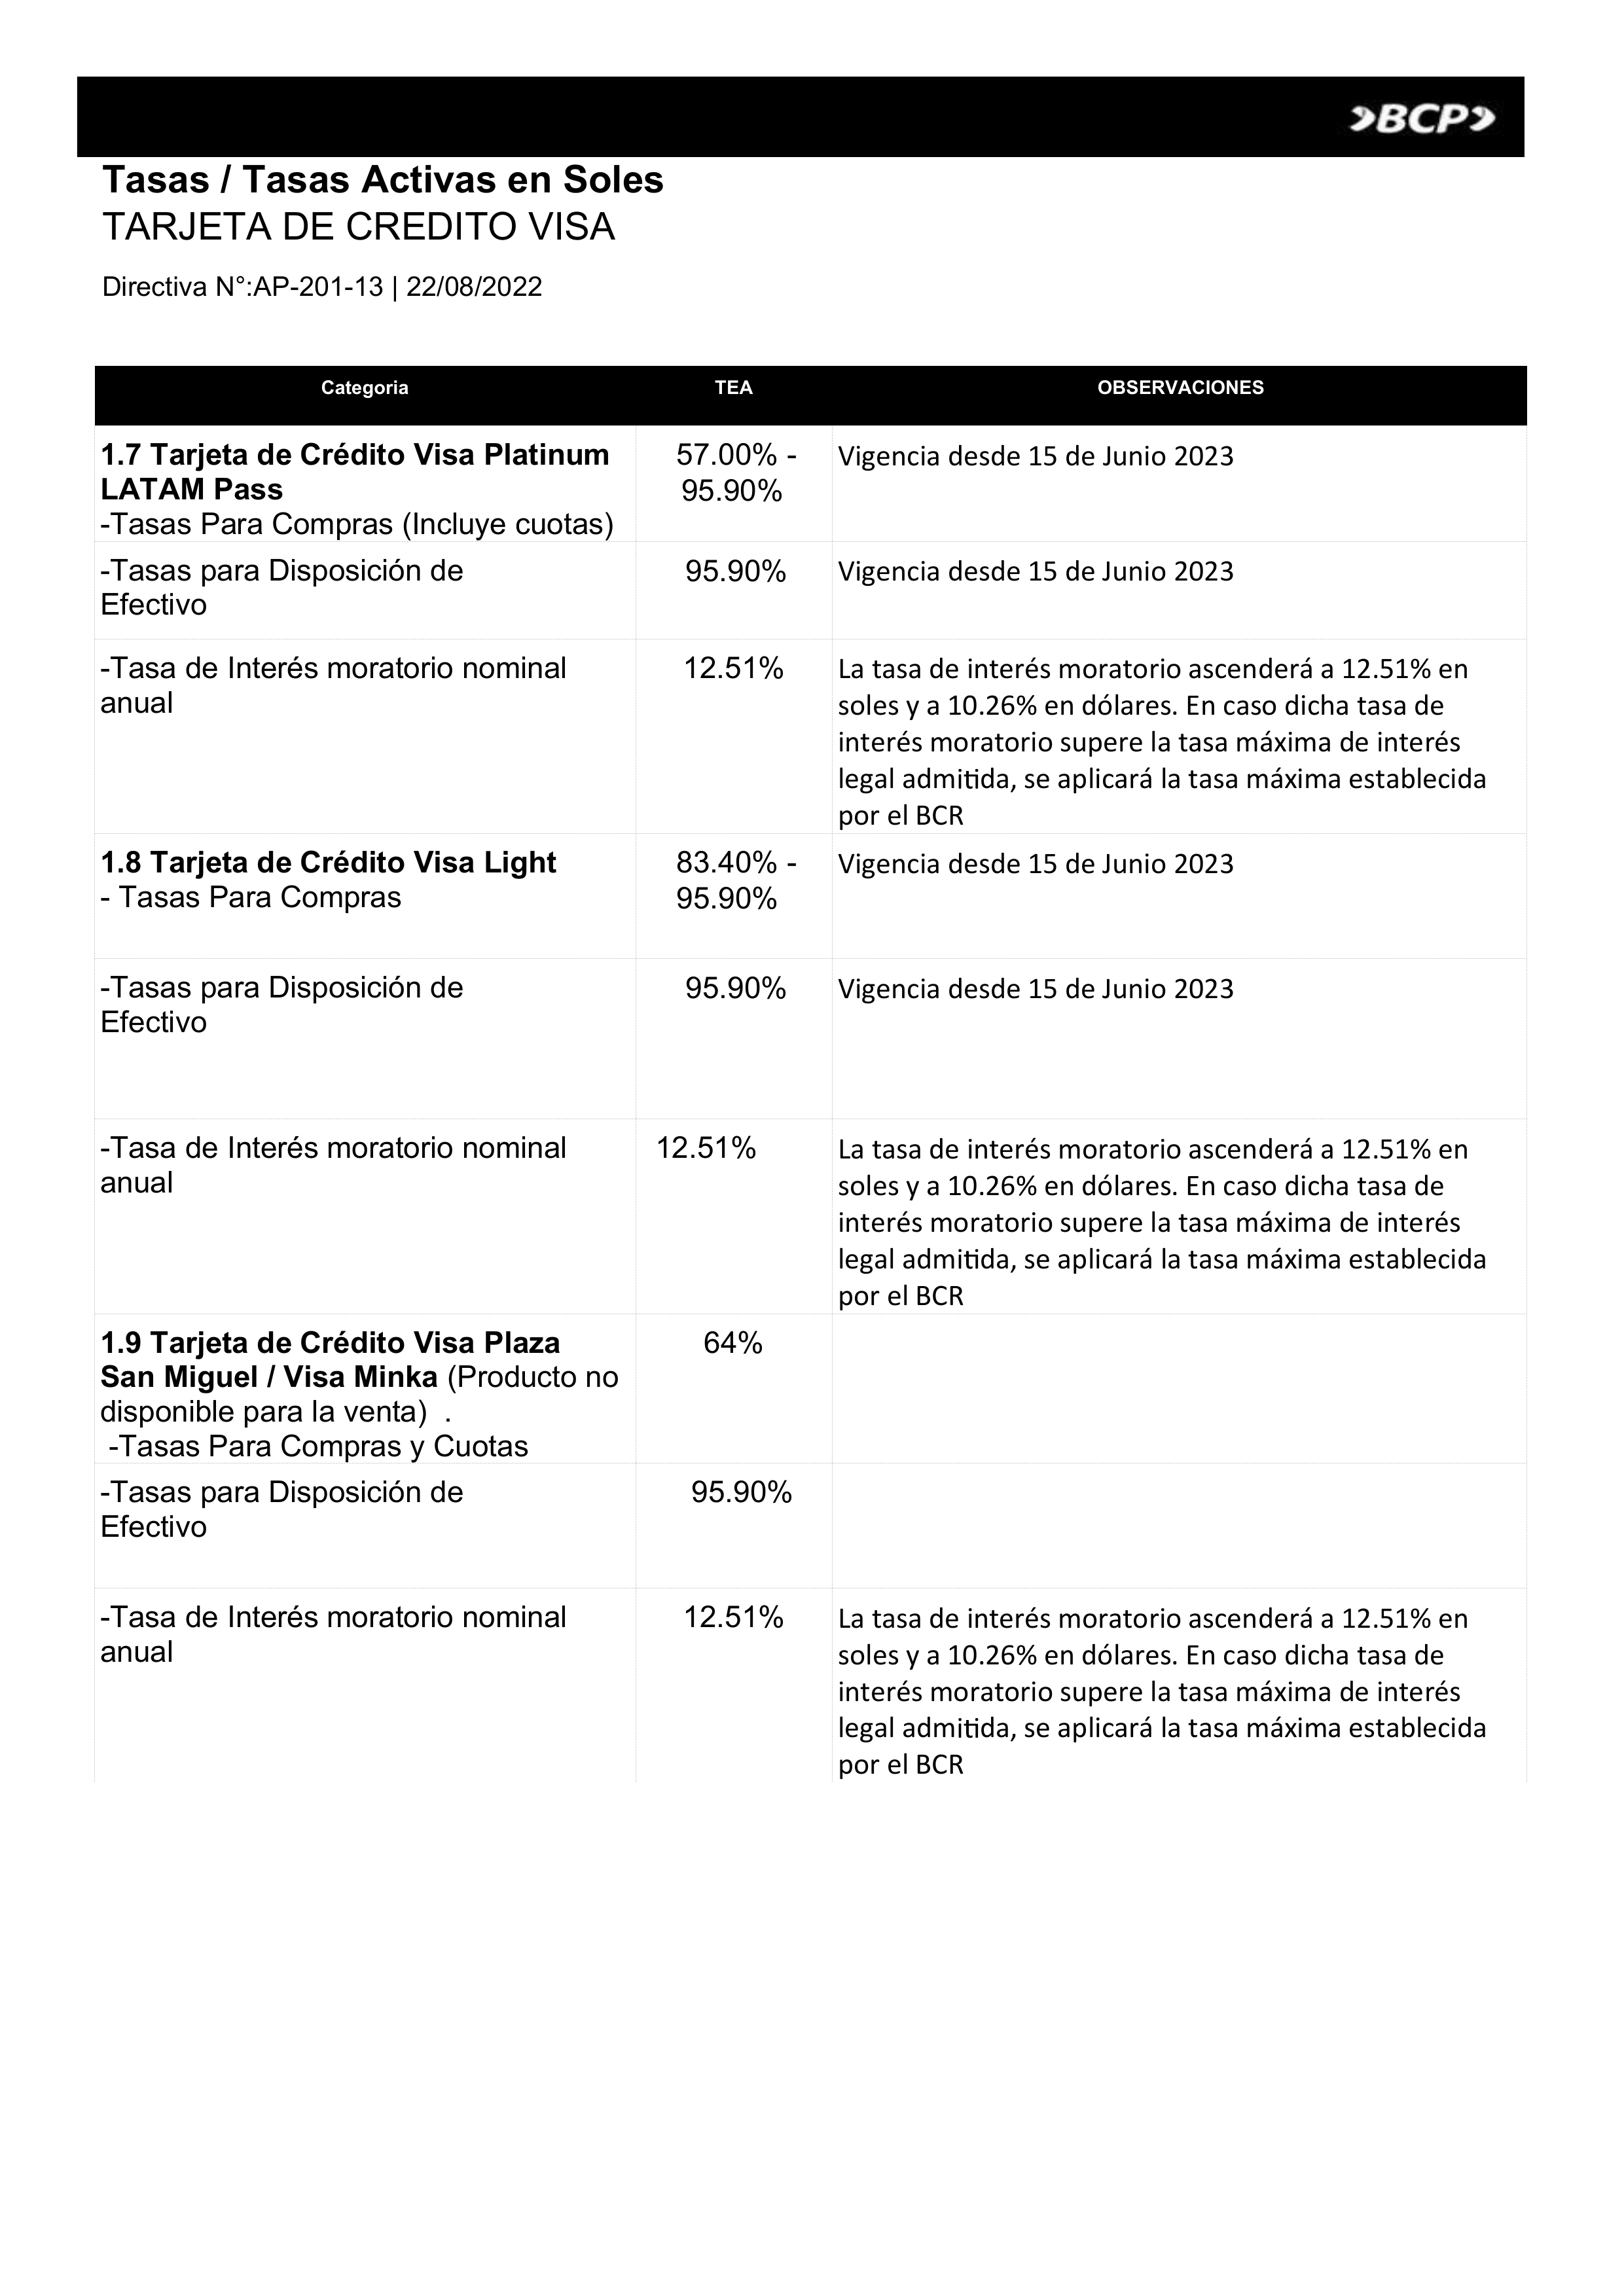 BCP
Tasas / Tasas Activas en Soles
TARJETA DE CREDITO VISA
Directiva N°:AP-201-13 | 22/08/2022
Categoria TEA OBSERVACIONES
1.7 Tarjeta de Crédito Visa Platinum
LATAM Pass
-Tasas Para Compras (Incluye cuotas)
57.00% -
95.90%
Vigencia desde 15 de Junio 2023
-Tasas para Disposición de
Efectivo
95.90%
Vigencia desde 15 de Junio 2023
-Tasa de Interés moratorio nominal
anual
12.51%
La tasa de interés moratorio ascenderá a 12.51% en
soles y a 10.26% en dólares. En caso dicha tasa de
interés moratorio supere la tasa máxima de interés
legal admitida, se aplicará la tasa máxima establecida
por el BCR
1.8 Tarjeta de Crédito Visa Light
- Tasas Para Compras
83.40% -
95.90%
Vigencia desde 15 de Junio 2023
-Tasas para Disposición de
Efectivo
95.90%
Vigencia desde 15 de Junio 2023
-Tasa de Interés moratorio nominal
anual
12.51%
La tasa de interés moratorio ascenderá a 12.51% en
soles y a 10.26% en dólares. En caso dicha tasa de
interés moratorio supere la tasa máxima de interés
legal admitida, se aplicará la tasa máxima establecida
por el BCR
1.9 Tarjeta de Crédito Visa Plaza
San Miguel / Visa Minka (Producto no
disponible para la venta) .
-Tasas Para Compras y Cuotas
64%
-Tasas para Disposición de
Efectivo
95.90%
-Tasa de Interés moratorio nominal
anual
12.51%
La tasa de interés moratorio ascenderá a 12.51% en
soles y a 10.26% en dólares. En caso dicha tasa de
interés moratorio supere la tasa máxima de interés
legal admitida, se aplicará la tasa máxima establecida
por el BCR